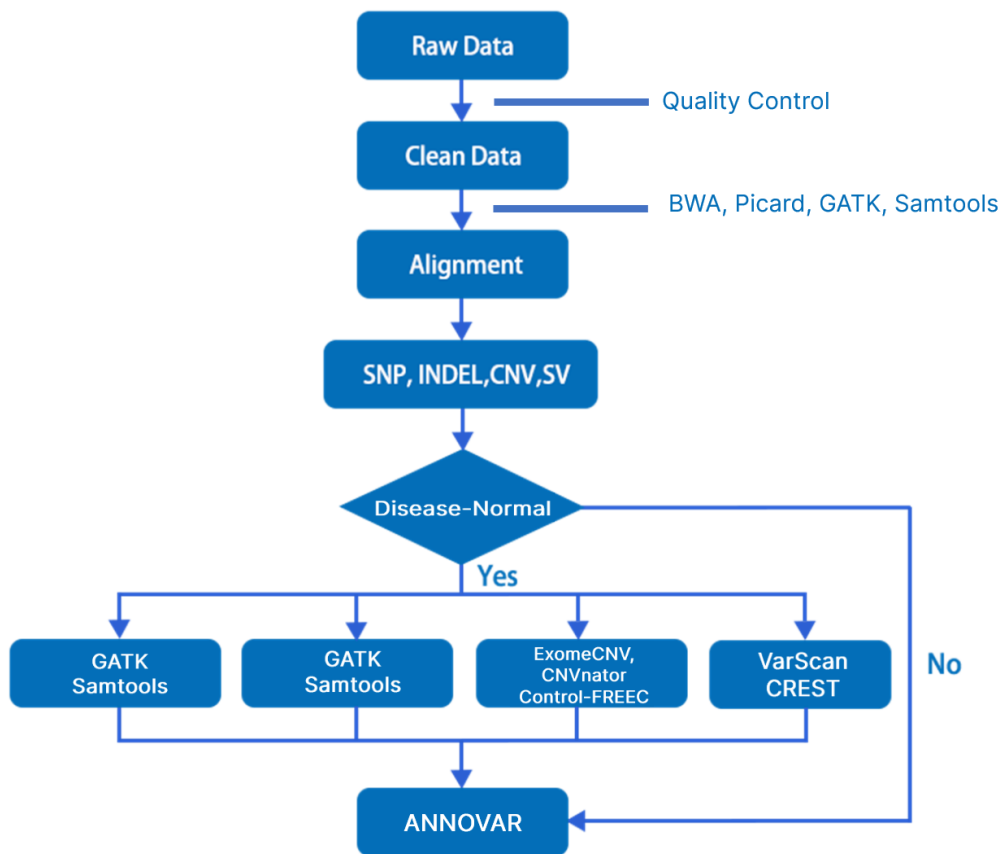 Raw Data
Quality Control
Clean Data
BWA, Picard, GATK, Samtools
Alignment
SNP, INDEL,CNV,SV
Disease-Normal
Yes
No
GATK
Samtools
GATK
Samtools
ExomeCNV,
CNVnator
Control-FREEC
VarScan
CREST
ANNOVAR